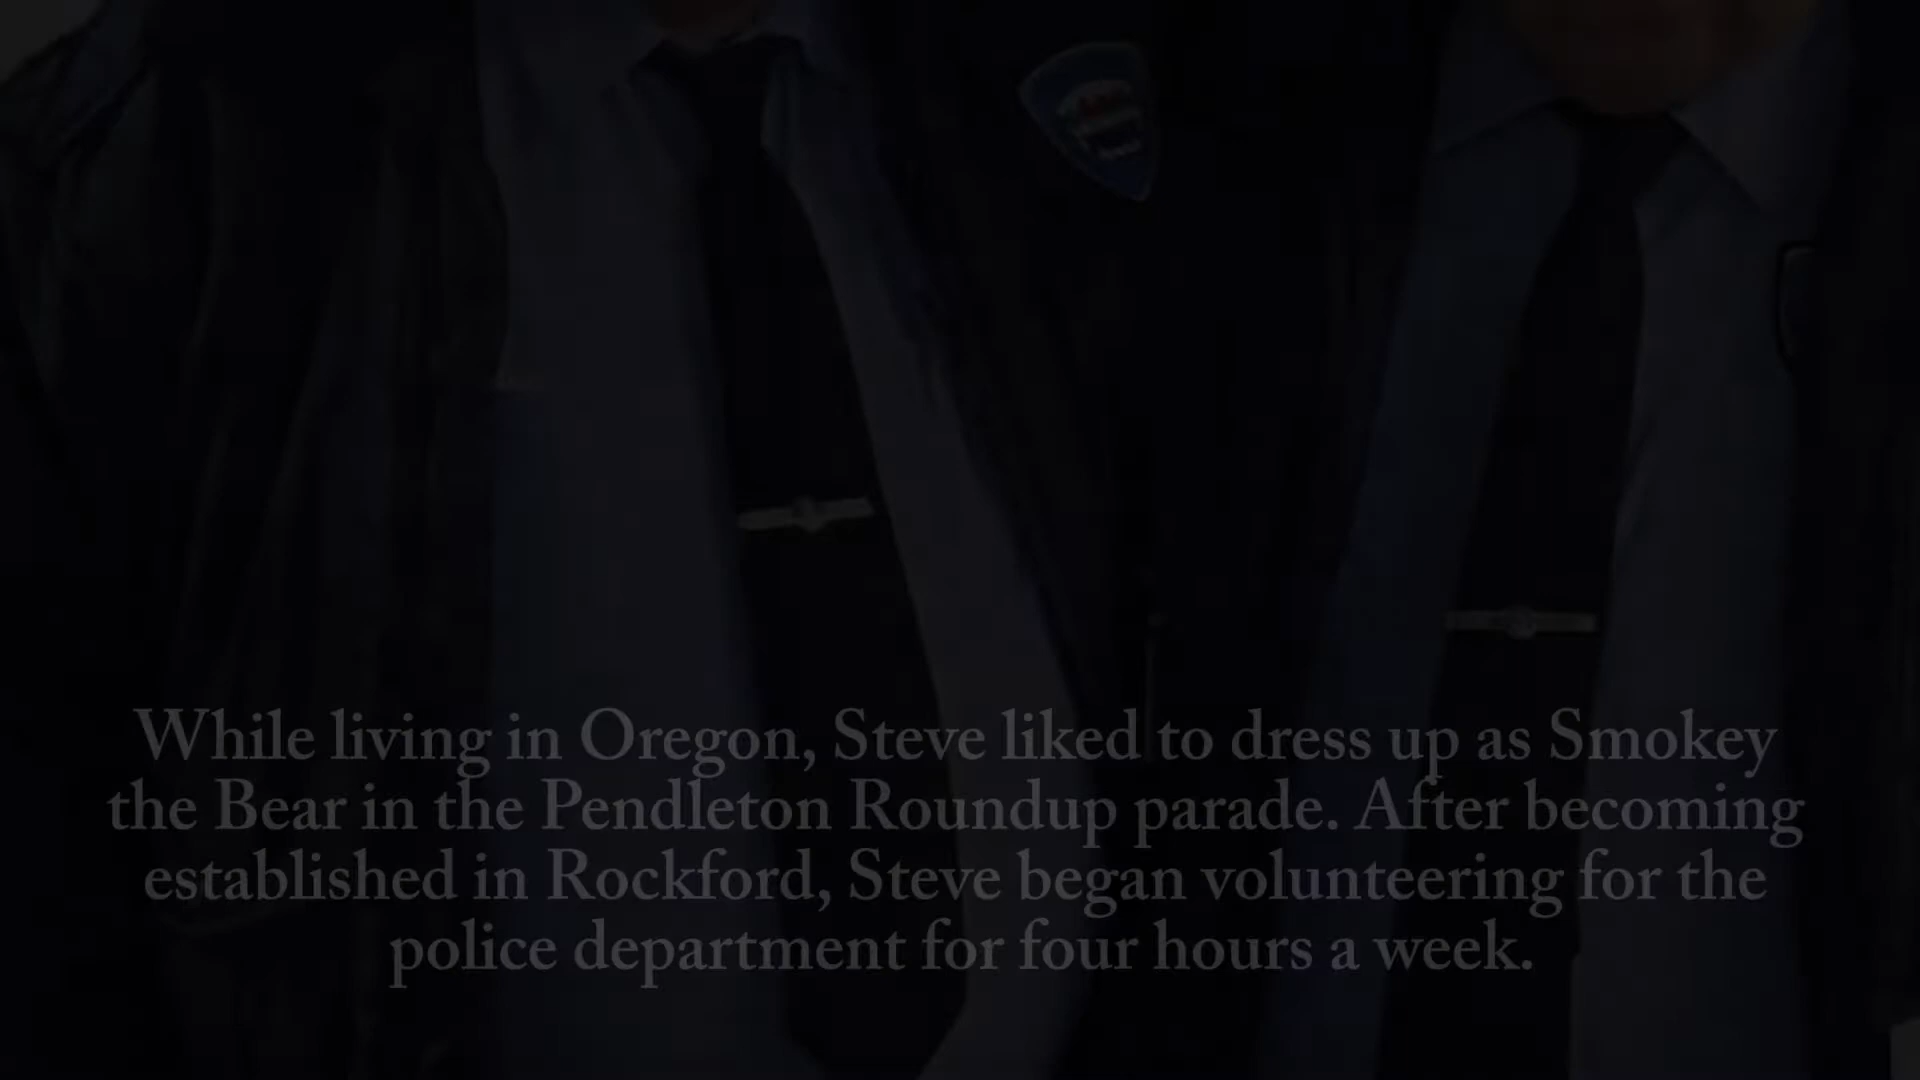 While living in Oregon, Steve liked to dress up as Smokey
the Bear in the Pendleton Roundup parade. After becoming
established in Rockford, Steve began volunteering for the
police department for four hours a week.